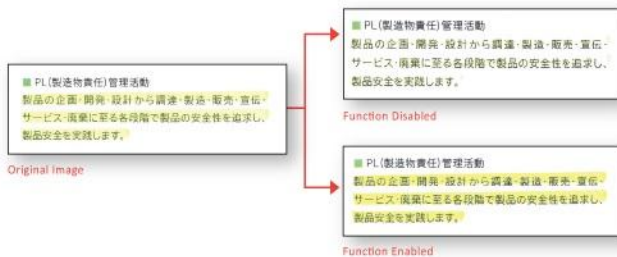 ■ PL(製造物責任)管理活動
製品の企画・開発・設計から調達・製造・販売・宣伝・
サービス・廃棄に至る各段階で製品の安全性を追求し、
製品安全を実践します。
Original Image
■ PL(製造物責任)管理活動
製品の企画・開発・設計から調達・製造・販売・宣伝・
サービス・廃棄に至る各段階で製品の安全性を追求し、
製品安全を実践します。
Function Disabled
■ PL(製造物責任)管理活動
製品の企画・開発・設計から調達・製造・販売・宣伝・
サービス・廃棄に至る各段階で製品の安全性を追求し、
製品安全を実践します。
Function Enabled